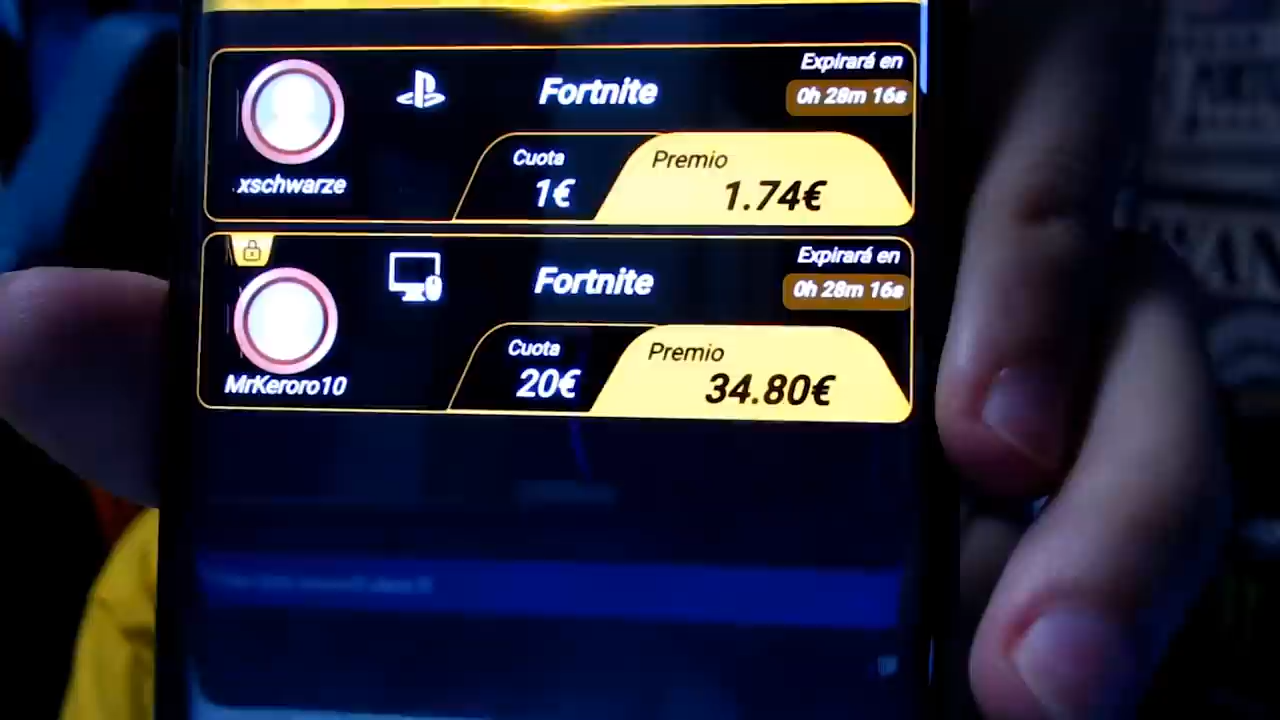 Fortnite
Expirará en
0h 28m 16s
xschwarze
Cuota
1€
Premio
1.74€
Fortnite
Expirará en
0h 28m 16s
MrKeroro10
Cuota
20€
Premio
34.80€